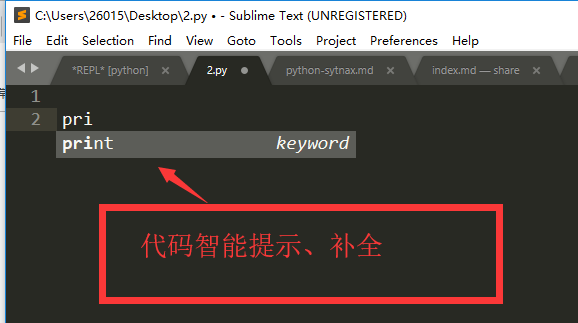 C:\Users\26015\Desktop\2.py • - Sublime Text (UNREGISTERED)
File Edit Selection Find View Goto Tools Project Preferences Help
*REPL* [python] 2.py python-sytnax.md index.md — share
1
2 pri
print keyword
代码智能提示、补全